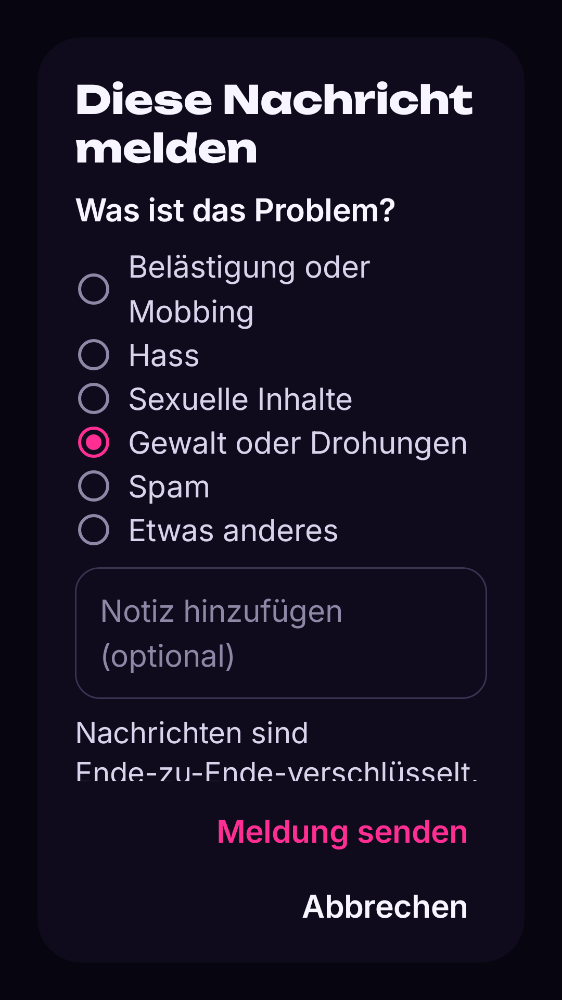 Diese Nachricht
melden
Was ist das Problem?
Belästigung oder
Mobbing
Hass
Sexuelle Inhalte
Gewalt oder Drohungen
Spam
Etwas anderes
Notiz hinzufügen
(optional)
Nachrichten sind
Ende-zu-Ende-verschlüsselt.
Meldung senden
Abbrechen